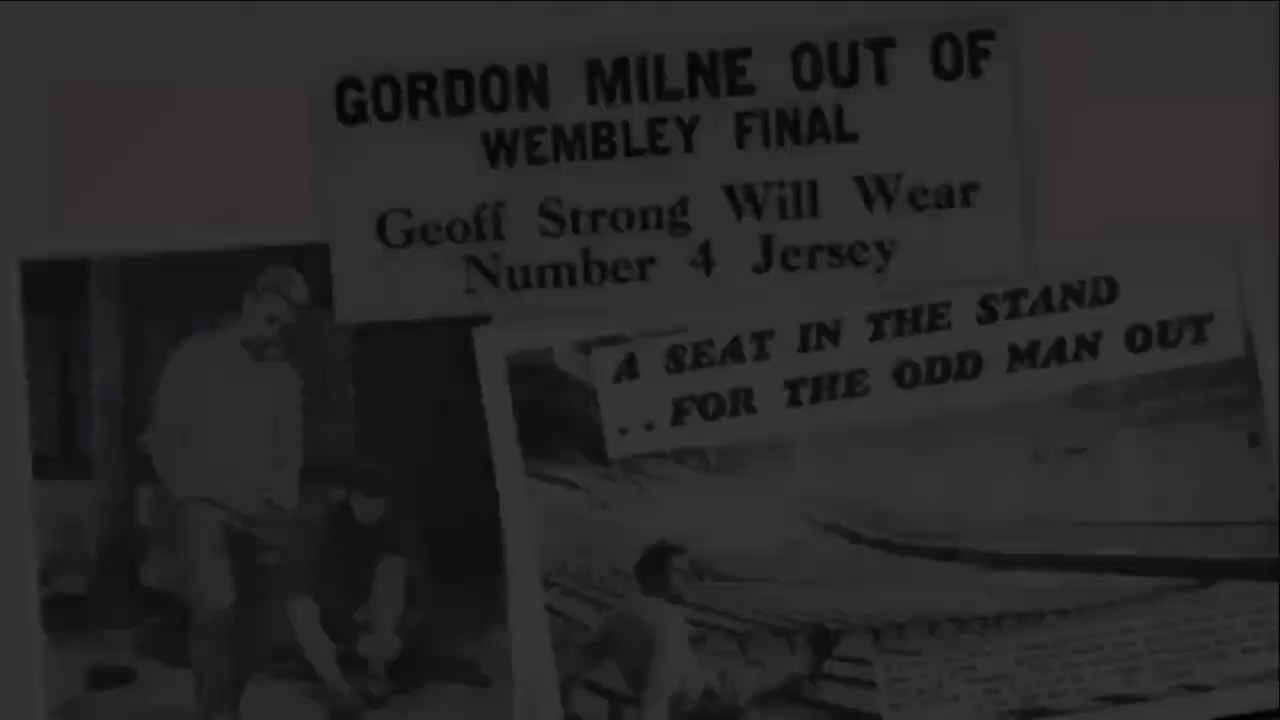 GORDON MILNE OUT OF
WEMBLEY FINAL
Geoff Strong Will Wear
Number 4 Jersey
A SEAT IN THE STAND
..FOR THE ODD MAN OUT